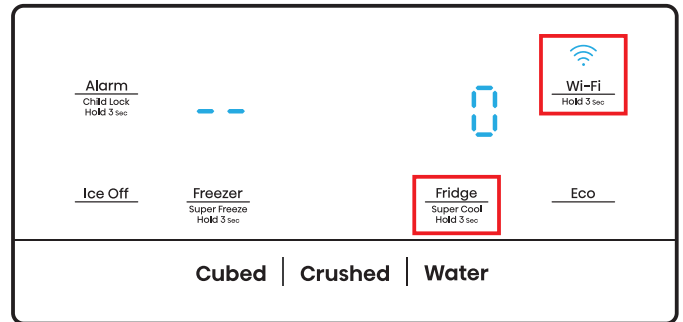 Alarm
Child Lock
Hold 3 Sec
-- 0
Wi-Fi
Hold 3 Sec
Ice Off
Freezer
Super Freeze
Hold 3 Sec
Fridge
Super Cool
Hold 3 Sec
Eco
Cubed | Crushed | Water